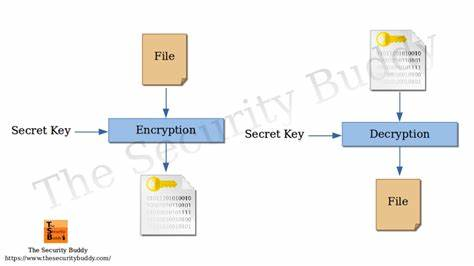 File
Secret Key
Encryption
File
Secret Key
Decryption
The Security Buddy
The Security Buddy
https://www.thesecuritybuddy.com/